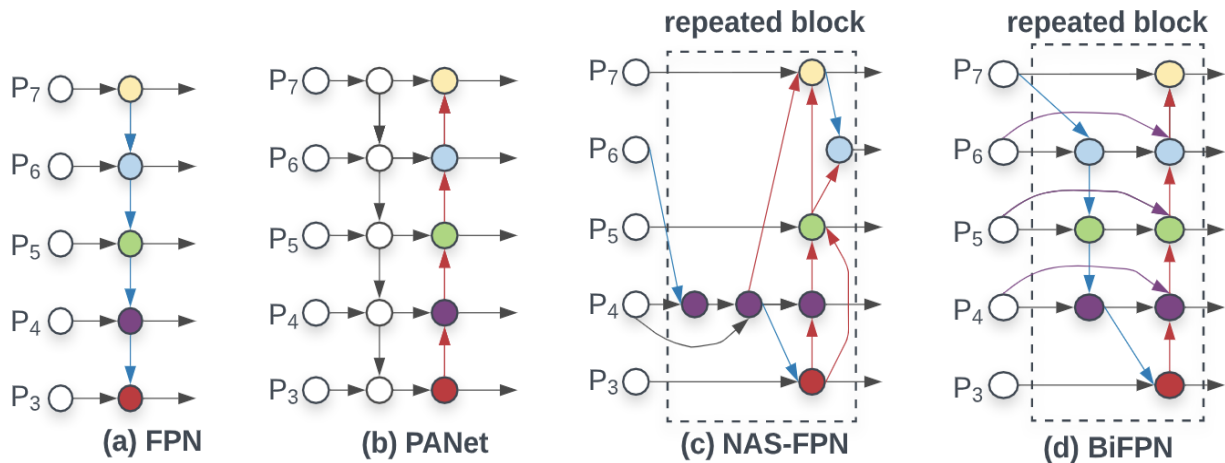 repeated block
repeated block
P7
P6
P5
P4
P3
(a) FPN
P7
P6
P5
P4
P3
(b) PANet
P7
P6
P5
P4
P3
(c) NAS-FPN
P7
P6
P5
P4
P3
(d) BiFPN